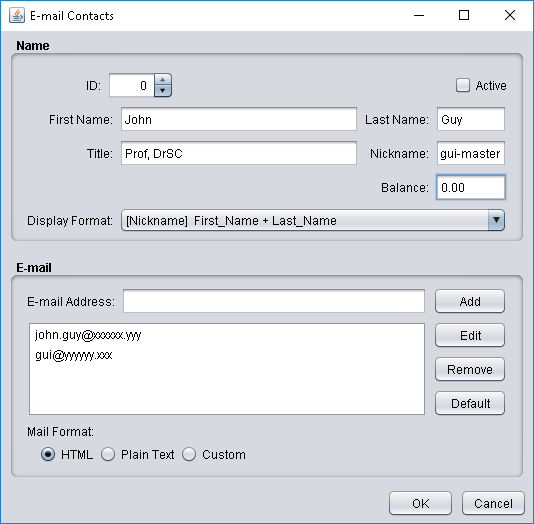 E-mail Contacts
Name
ID: 0 Active
First Name: John Last Name: Guy
Title: Prof, DrSC Nickname: gui-master
Balance: 0.00
Display Format: [Nickname] First_Name + Last_Name
E-mail
E-mail Address: Add
john.guy@xxxxxx.yyy Edit
gui@yyyyyy.xxx
Remove
Default
Mail Format:
HTML Plain Text Custom
OK Cancel